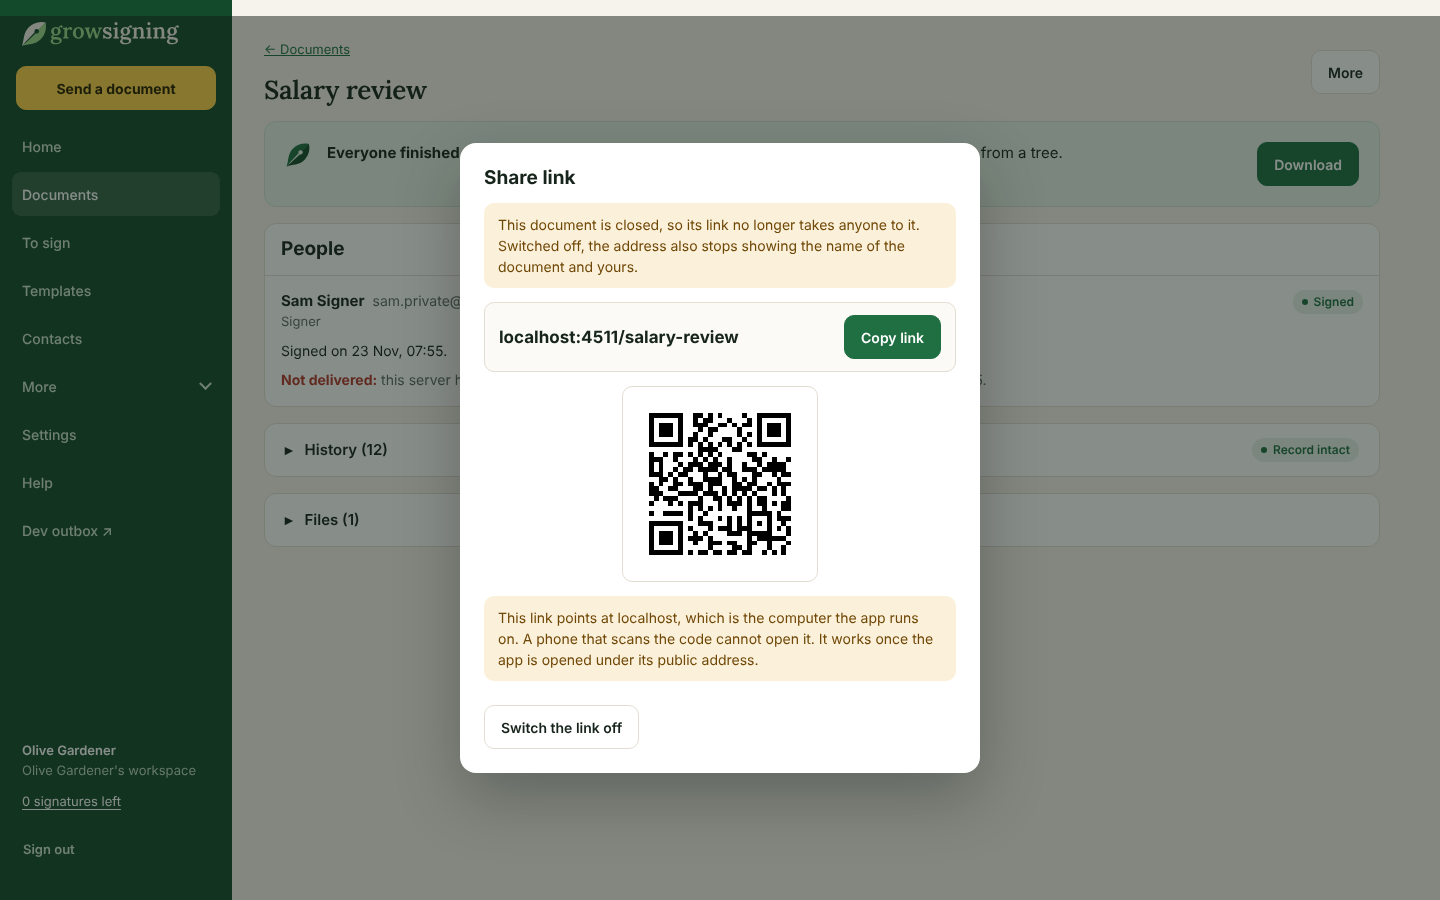 growsigning
Send a document
Home
Documents
To sign
Templates
Contacts
More
Settings
Help
Dev outbox ↗
Olive Gardener
Olive Gardener's workspace
0 signatures left
Sign out
← Documents
Salary review
More
Everyone finished
from a tree.
Download
People
Sam Signer sam.private@
Signed
Signer
Signed on 23 Nov, 07:55.
Not delivered: this server
▶ History (12)
Record intact
▶ Files (1)
Share link
This document is closed, so its link no longer takes anyone to it.
Switched off, the address also stops showing the name of the
document and yours.
localhost:4511/salary-review
Copy link
This link points at localhost, which is the computer the app runs
on. A phone that scans the code cannot open it. It works once the
app is opened under its public address.
Switch the link off